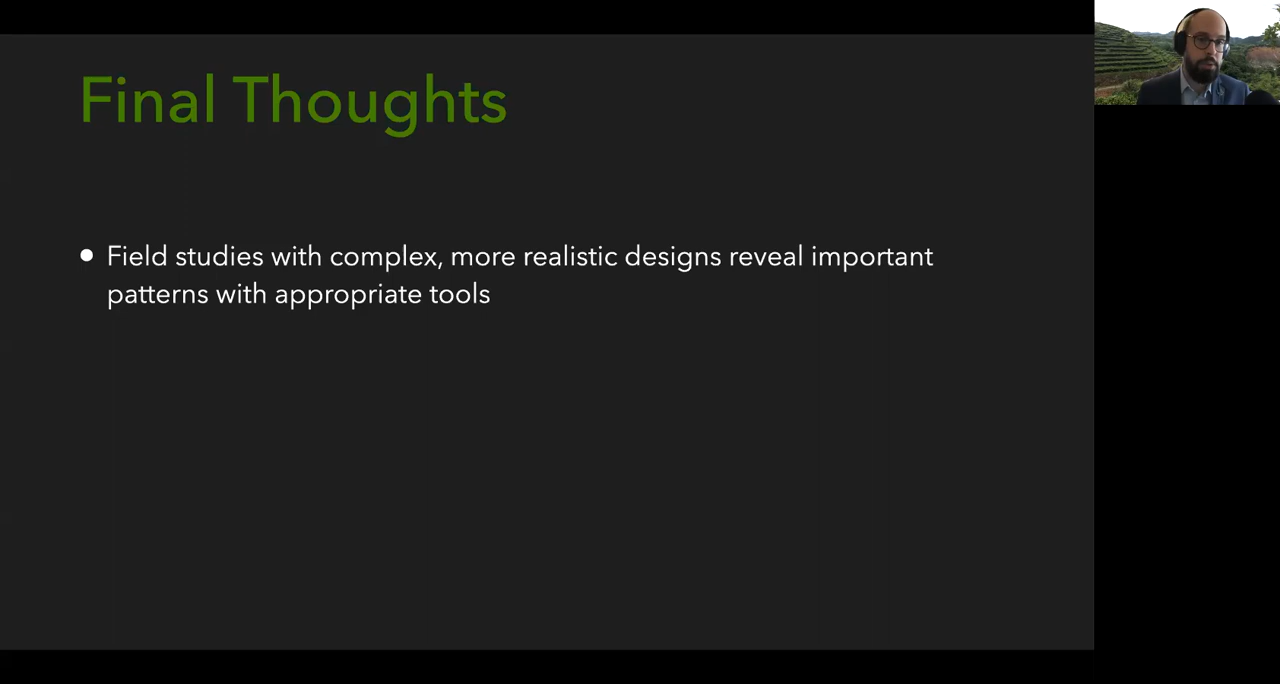 Final Thoughts
● Field studies with complex, more realistic designs reveal important
patterns with appropriate tools